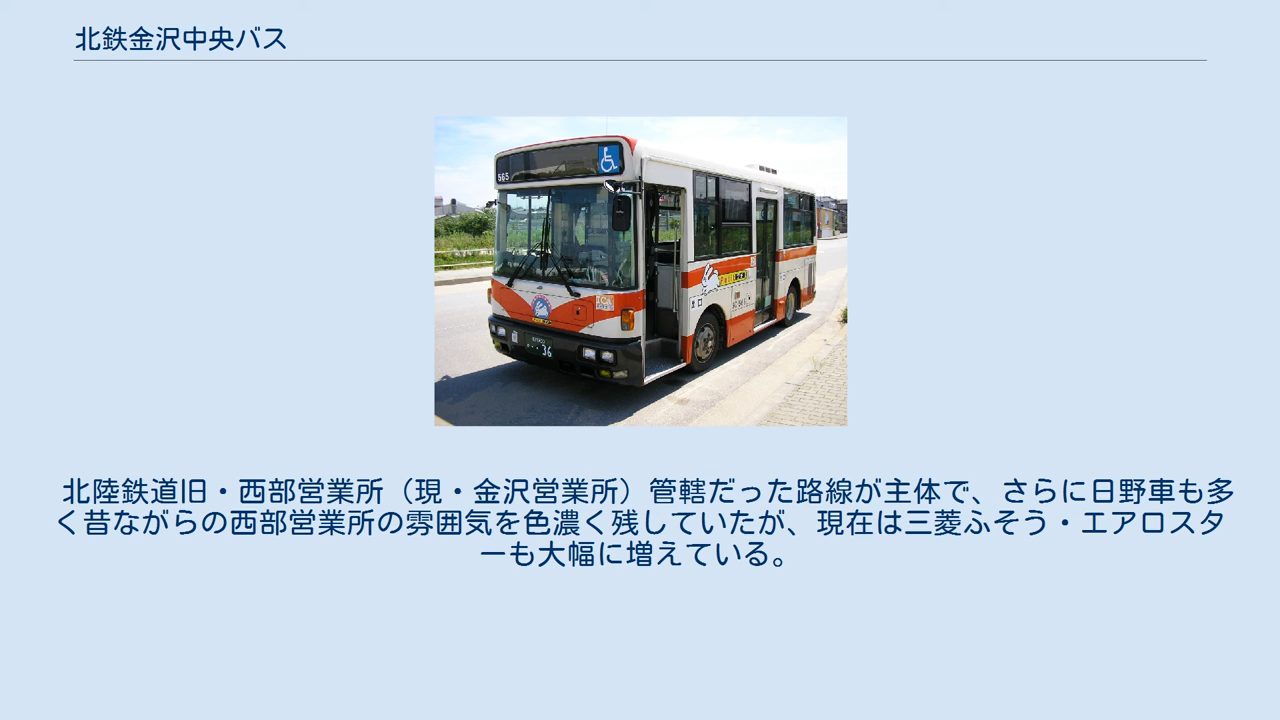 北鉄金沢中央バス
565
36
北陸鉄道旧・西部営業所（現・金沢営業所）管轄だった路線が主体で、さらに日野車も多
く昔ながらの西部営業所の雰囲気を色濃く残していたが、現在は三菱ふそう・エアロスタ
ーも大幅に増えている。